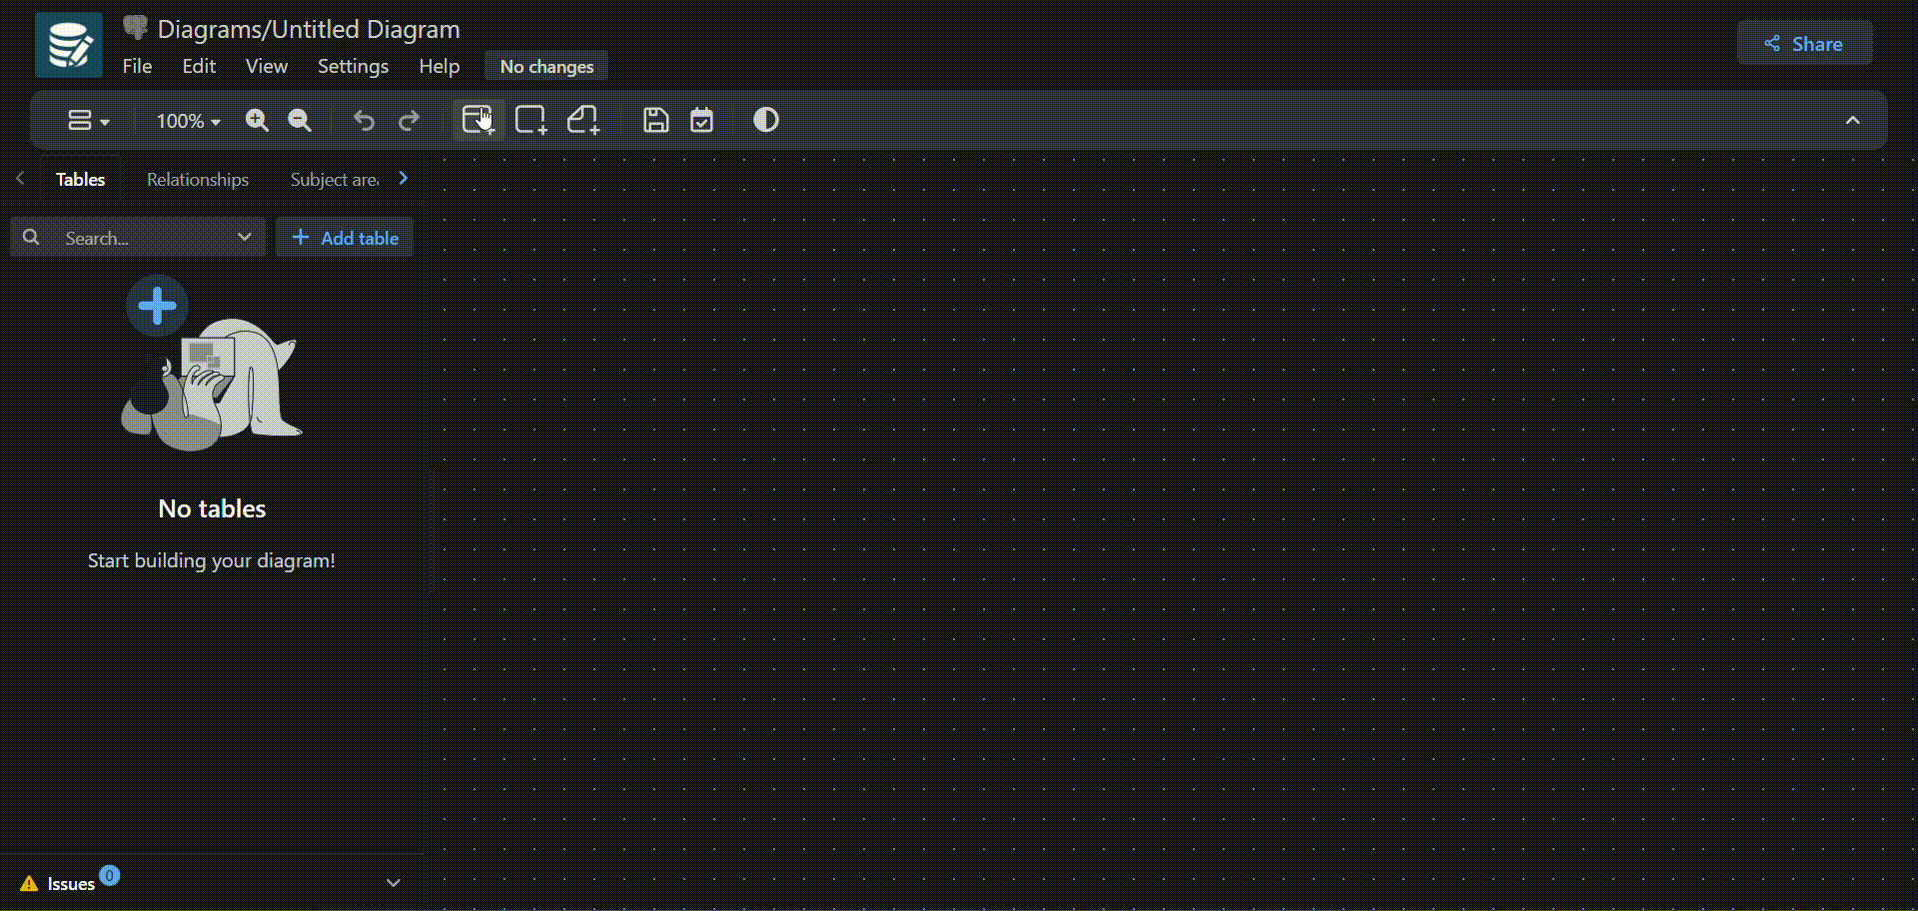 Diagrams/Untitled Diagram
File Edit View Settings Help No changes
Share
100%
Tables Relationships Subject are
Search... Add table
No tables
Start building your diagram!
Issues 0